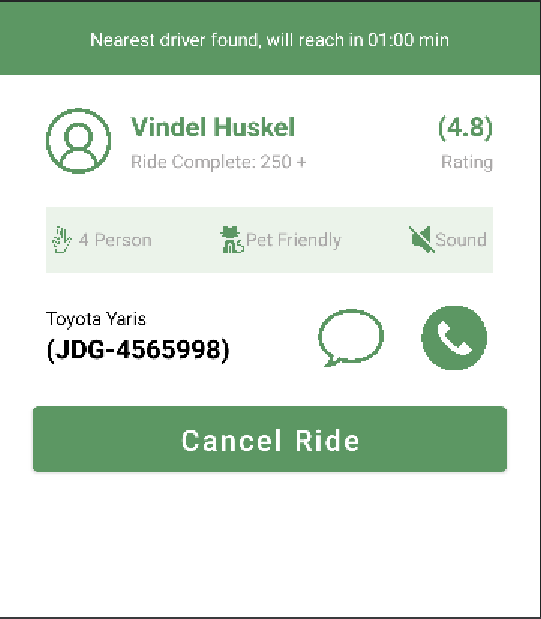 Nearest driver found, will reach in 01:00 min
Vindel Huskel (4.8)
Ride Complete: 250 + Rating
4 Person Pet Friendly Sound
Toyota Yaris
(JDG-4565998)
Cancel Ride